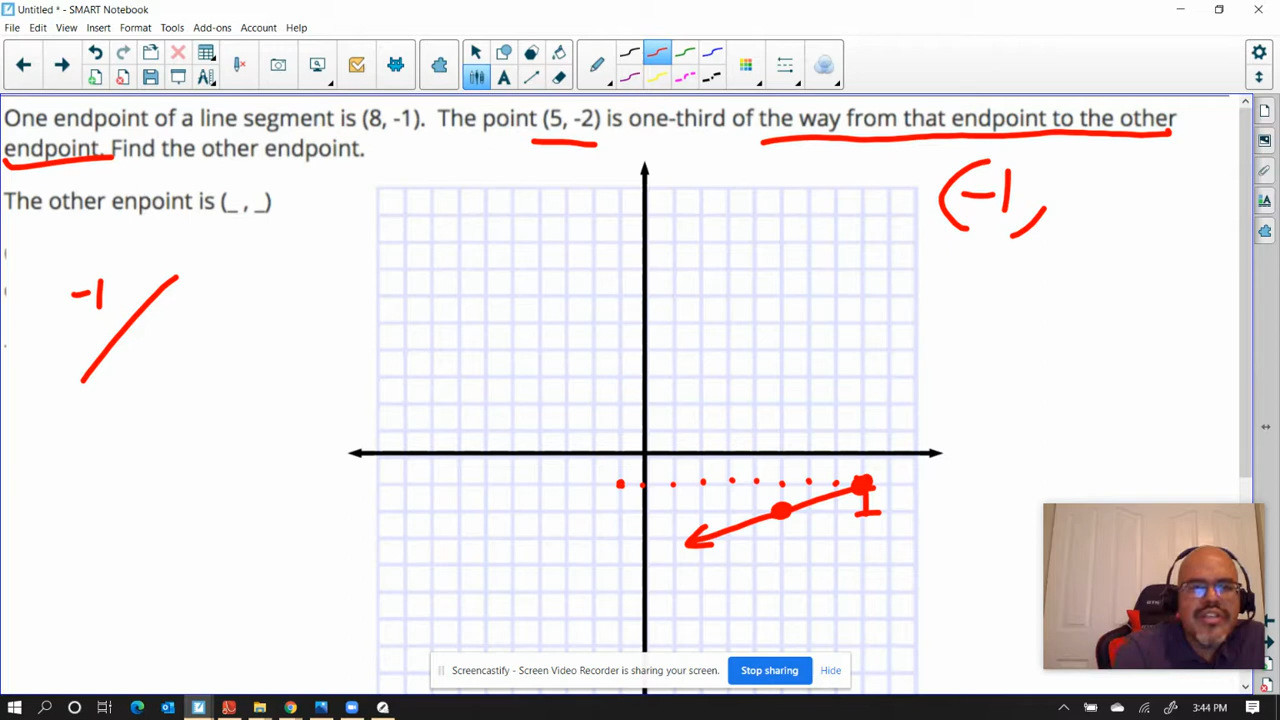 Untitled * - SMART Notebook
File Edit View Insert Format Tools Add-ons Account Help
One endpoint of a line segment is (8, -1). The point (5, -2) is one-third of the way from that endpoint to the other
endpoint. Find the other endpoint.
The other enpoint is (_ , _)
(-1,
-1
1
Screencastify - Screen Video Recorder is sharing your screen. Stop sharing Hide
3:44 PM